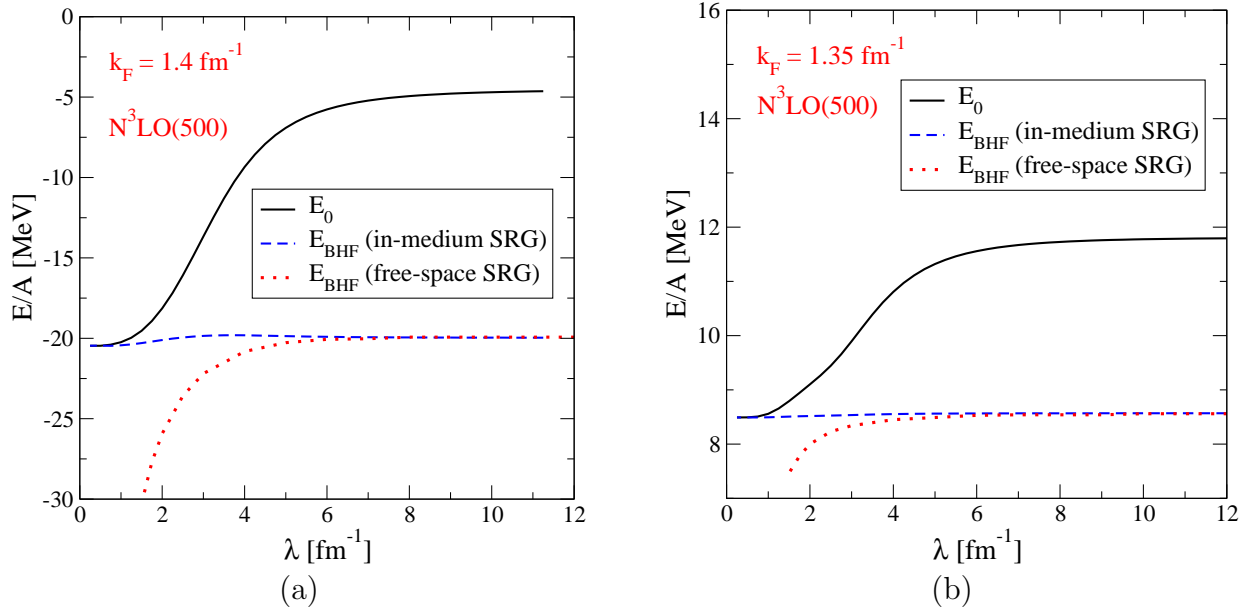 0
-5
-10
-15
-20
-25
-30
E/A [MeV]
k_F = 1.4 fm^-1
N^3LO(500)
E_0
E_BHF (in-medium SRG)
E_BHF (free-space SRG)
0 2 4 6 8 10 12
λ [fm^-1]
(a)
16
14
12
10
8
E/A [MeV]
k_F = 1.35 fm^-1
N^3LO(500)
E_0
E_BHF (in-medium SRG)
E_BHF (free-space SRG)
0 2 4 6 8 10 12
λ [fm^-1]
(b)